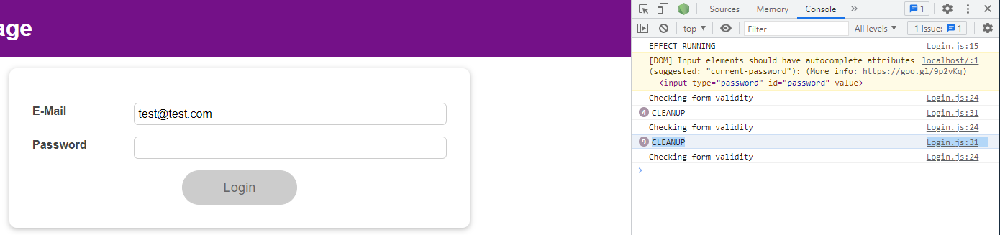 age
E-Mail
test@test.com
Password
Login
Sources Memory Console » 1
top ▼ Filter All levels ▼ 1 Issue: 1
EFFECT RUNNING Login.js:15
[DOM] Input elements should have autocomplete attributes localhost/:1
(suggested: "current-password"): (More info: https://goo.gl/9p2vKq)
<input type="password" id="password" value>
Checking form validity Login.js:24
4 CLEANUP Login.js:31
Checking form validity Login.js:24
9 CLEANUP Login.js:31
Checking form validity Login.js:24
>